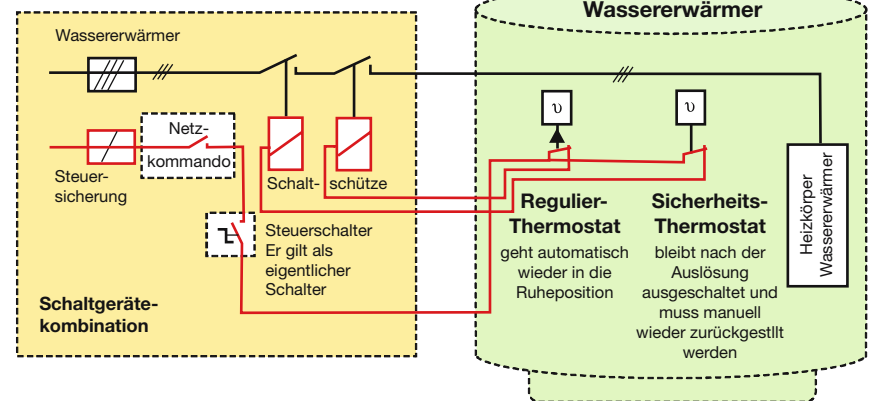 Wassererwärmer
Wassererwärmer
Netz-
kommando
Steuer-
sicherung
Schalt-
schütze
Steuerschalter
Er gilt als
eigentlicher
Schalter
Schaltgeräte-
kombination
υ
υ
Regulier-
Thermostat
geht automatisch
wieder in die
Ruheposition
Sicherheits-
Thermostat
bleibt nach der
Auslösung
ausgeschaltet und
muss manuell
wieder zurückgestllt
werden
Heizkörper
Wassererwärmer